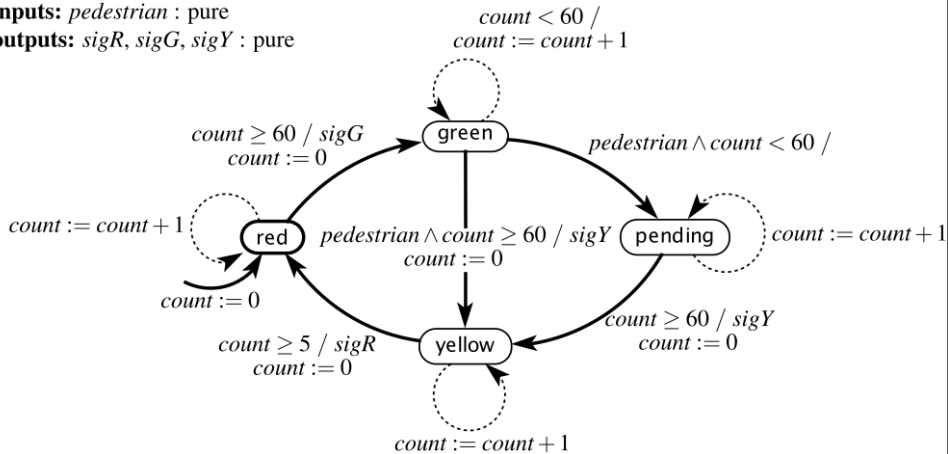 nputs: pedestrian : pure
outputs: sigR, sigG, sigY : pure
count < 60 /
count := count + 1
green
count ≥ 60 / sigG
count := 0
pedestrian ∧ count < 60 /
count := count + 1
red
pedestrian ∧ count ≥ 60 / sigY
count := 0
pending
count := count + 1
count := 0
count ≥ 60 / sigY
count := 0
count ≥ 5 / sigR
count := 0
yellow
count := count + 1